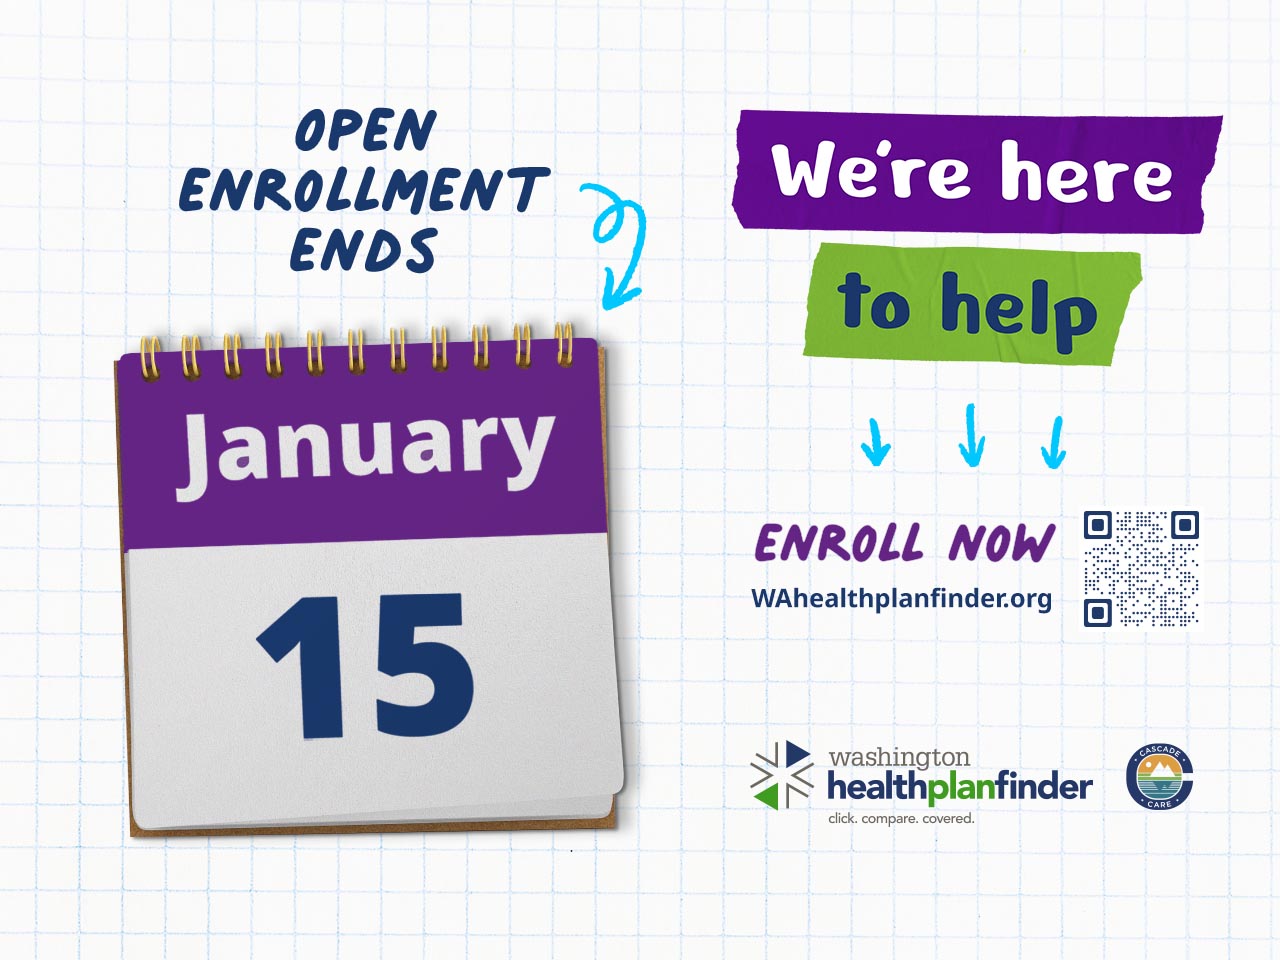 OPEN
ENROLLMENT
ENDS
January
15
We're here
to help
ENROLL NOW
WAhealthplanfinder.org
washington
healthplanfinder
click. compare. covered.
CASCADE
CARE